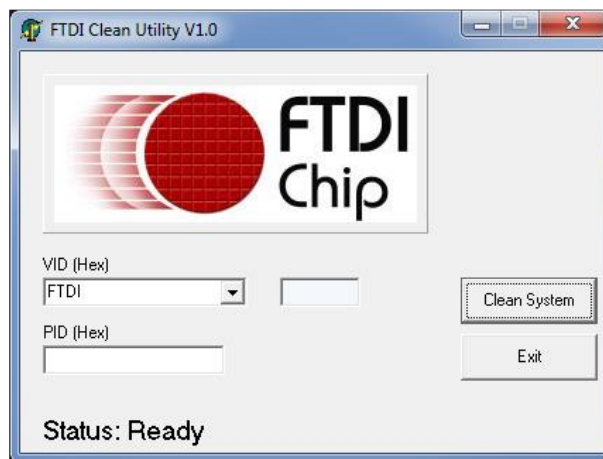 FTDI Clean Utility V1.0
FTDI
Chip
VID (Hex)
FTDI
Clean System
PID (Hex)
Exit
Status: Ready